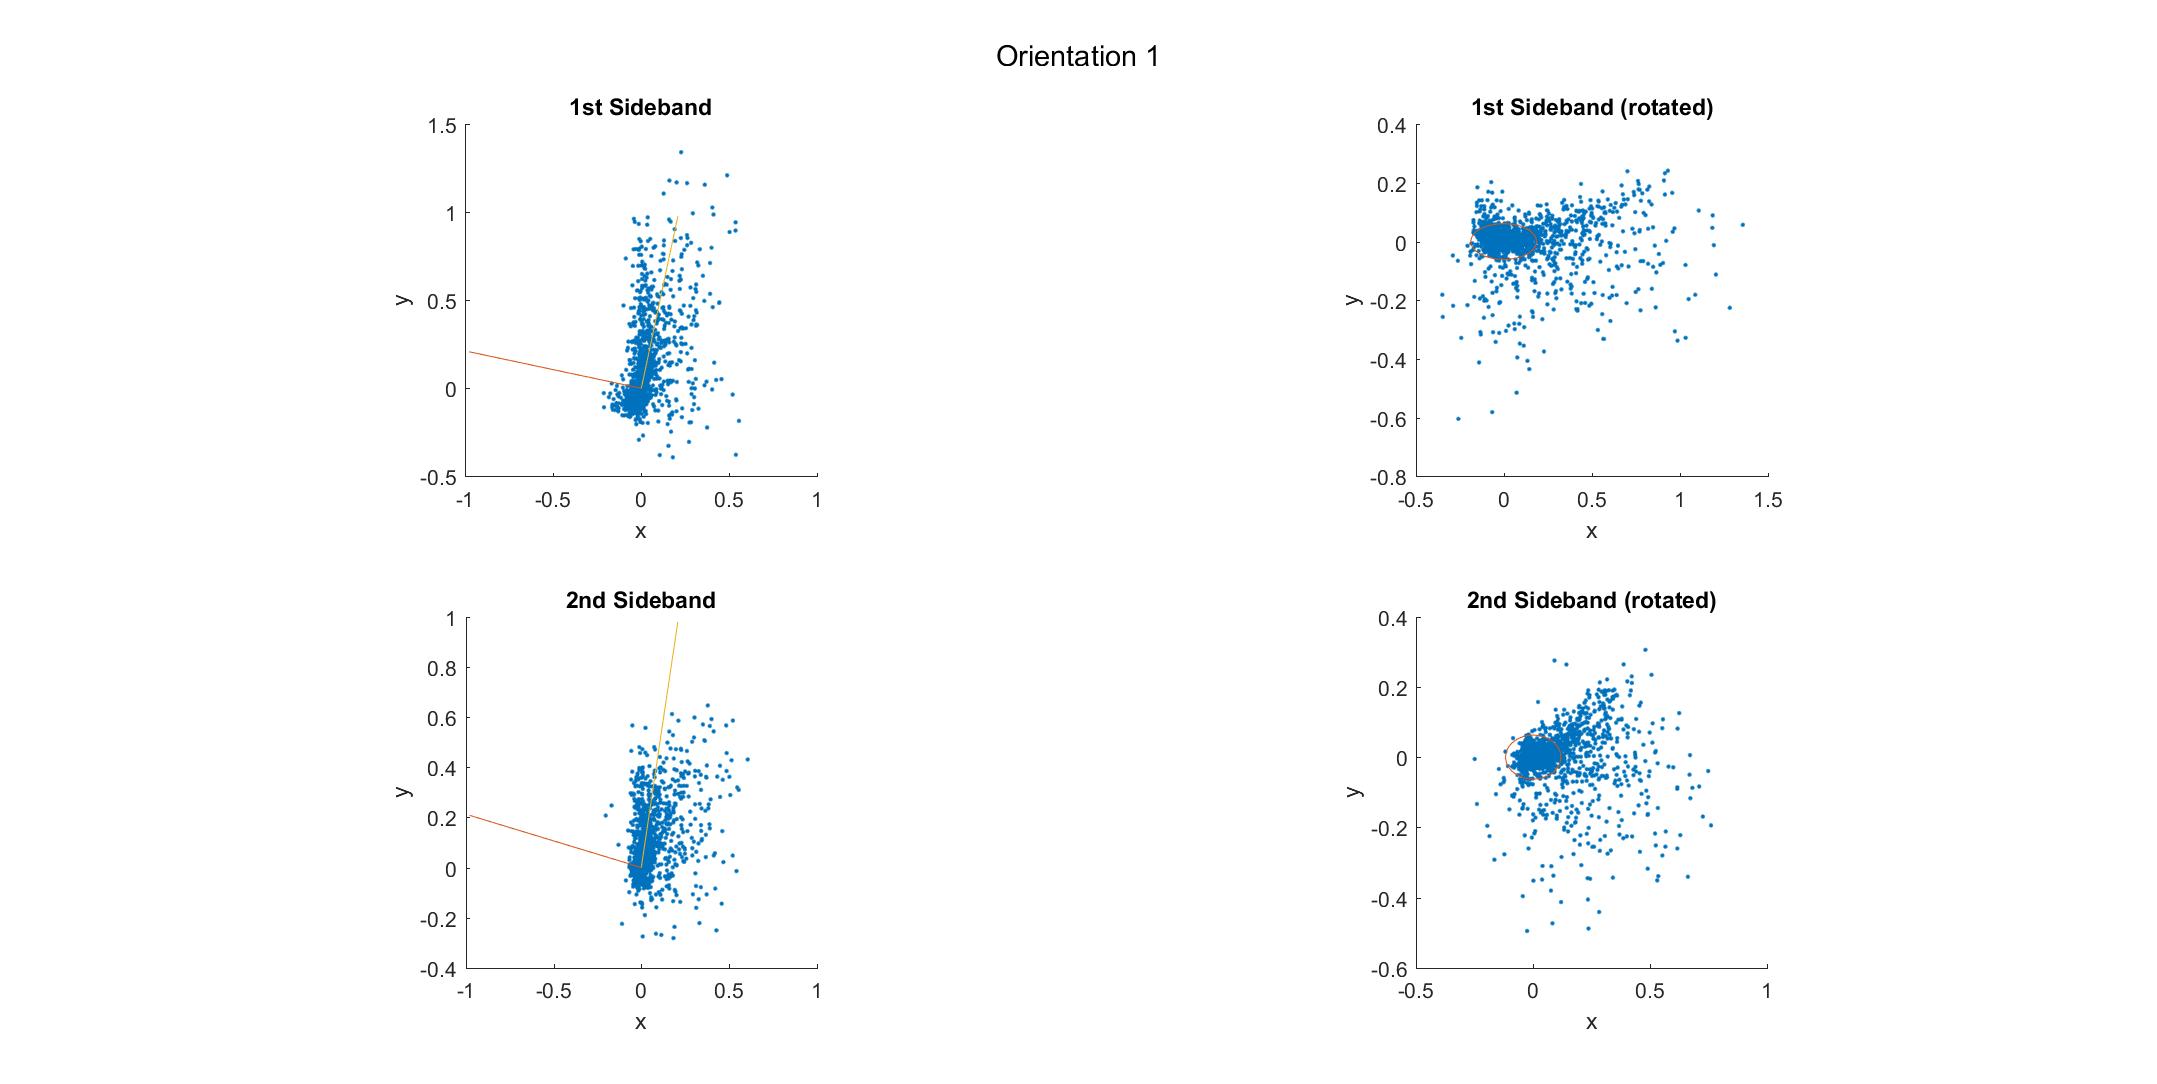 Orientation 1
1st Sideband
1.5
1
0.5
0
-0.5
-1 -0.5 0 0.5 1
y
x
1st Sideband (rotated)
0.4
0.2
0
-0.2
-0.4
-0.6
-0.8
-0.5 0 0.5 1 1.5
y
x
2nd Sideband
1
0.8
0.6
0.4
0.2
0
-0.2
-0.4
-1 -0.5 0 0.5 1
y
x
2nd Sideband (rotated)
0.4
0.2
0
-0.2
-0.4
-0.6
-0.5 0 0.5 1
y
x